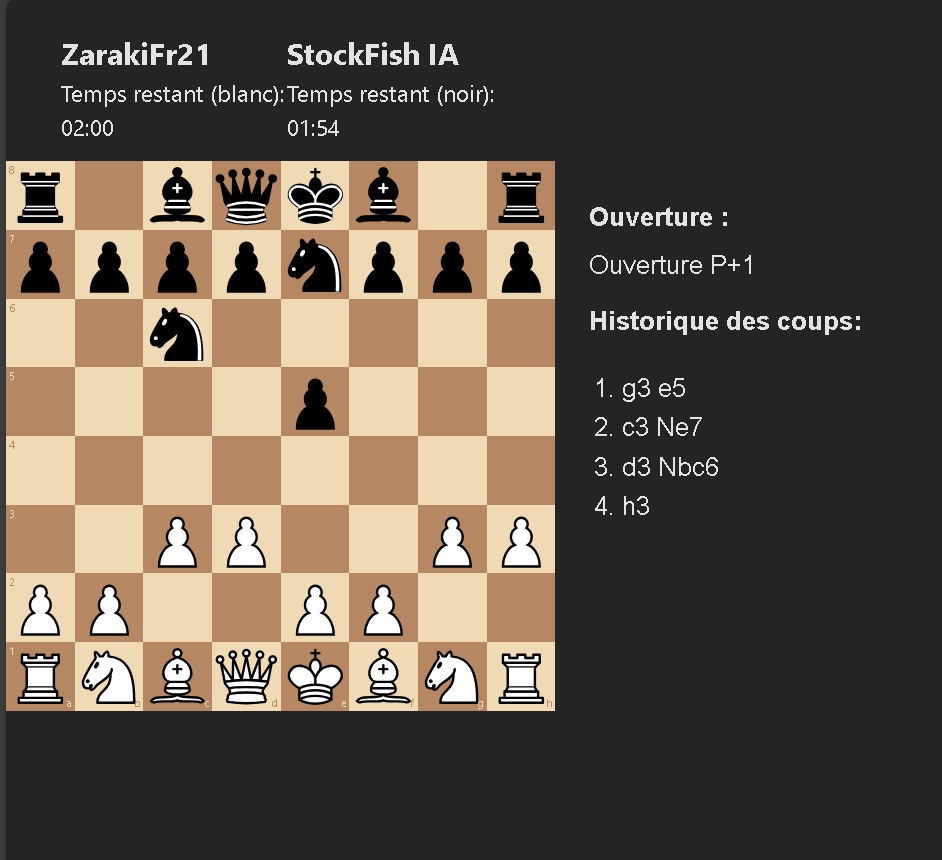 ZarakiFr21 StockFish IA
Temps restant (blanc): Temps restant (noir):
02:00 01:54
8
7
6
5
4
3
2
1
a b c d e f g h
Ouverture :
Ouverture P+1
Historique des coups:
1. g3 e5
2. c3 Ne7
3. d3 Nbc6
4. h3